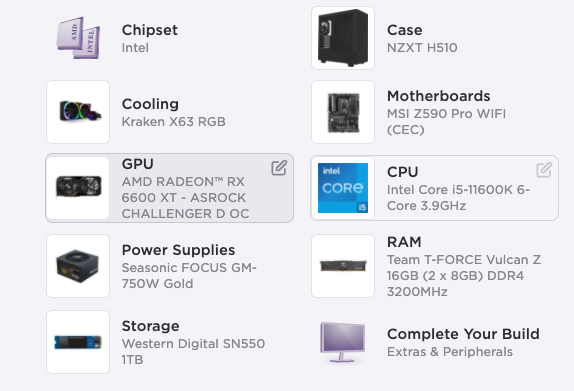 Chipset
Intel
AMD
INTEL
Case
NZXT H510
Cooling
Kraken X63 RGB
Motherboards
MSI Z590 Pro WIFI
(CEC)
GPU
AMD RADEON™ RX
6600 XT - ASROCK
CHALLENGER D OC
CPU
Intel Core i5-11600K 6-
Core 3.9GHz
intel
CORE
i5
Power Supplies
Seasonic FOCUS GM-
750W Gold
RAM
Team T-FORCE Vulcan Z
16GB (2 x 8GB) DDR4
3200MHz
Storage
Western Digital SN550
1TB
Complete Your Build
Extras & Peripherals